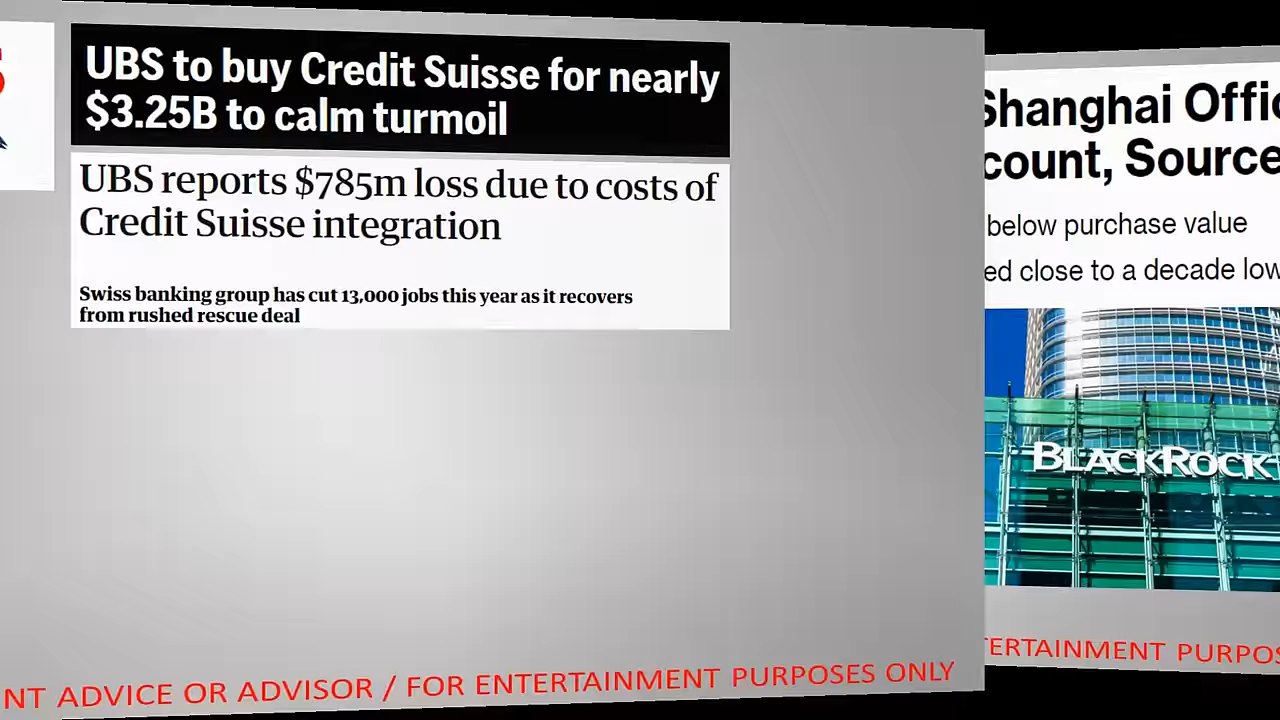 UBS to buy Credit Suisse for nearly
$3.25B to calm turmoil
UBS reports $785m loss due to costs of
Credit Suisse integration
Swiss banking group has cut 13,000 jobs this year as it recovers
from rushed rescue deal
NT ADVICE OR ADVISOR / FOR ENTERTAINMENT PURPOSES ONLY
Shanghai Offic
count, Source
below purchase value
ed close to a decade low
BLACKROCK
TERTAINMENT PURPOS